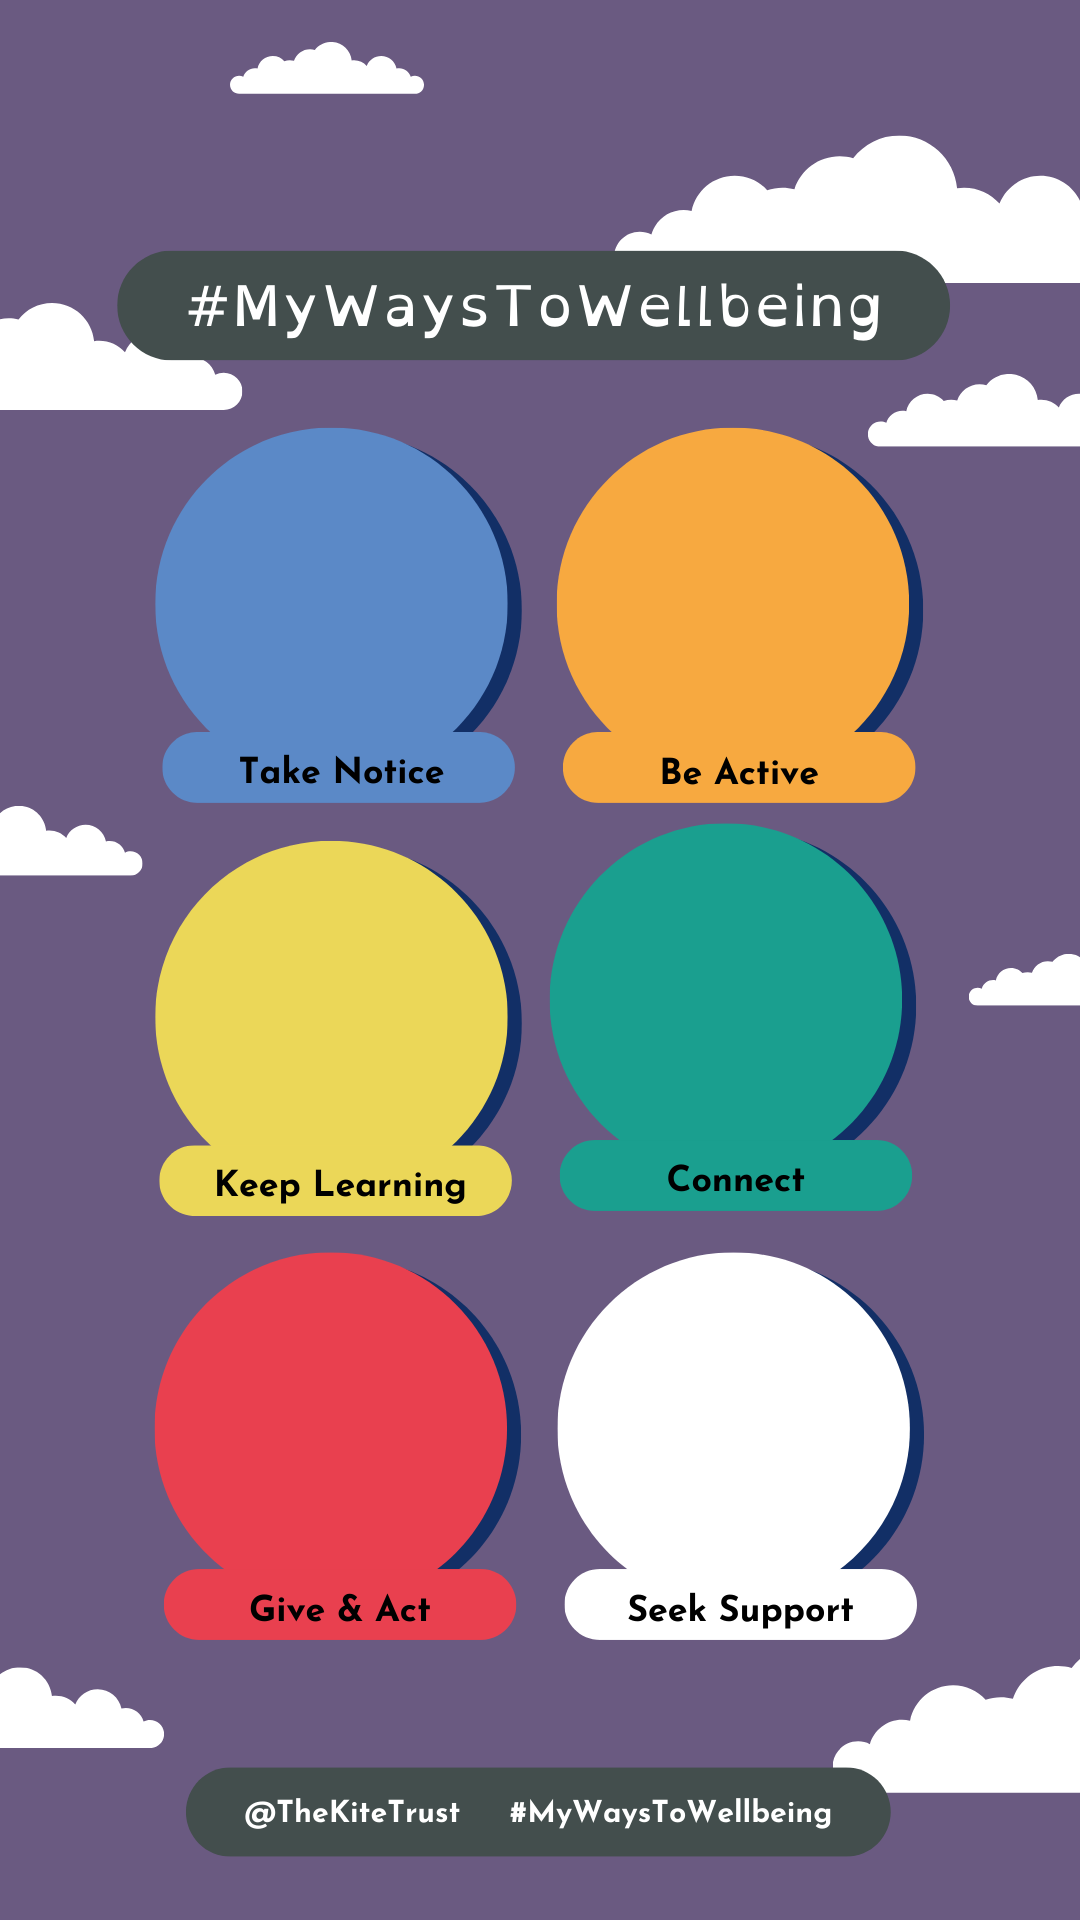 #MyWaysToWellbeing
Take Notice
Be Active
Keep Learning
Connect
Give & Act
Seek Support
@TheKiteTrust #MyWaysToWellbeing